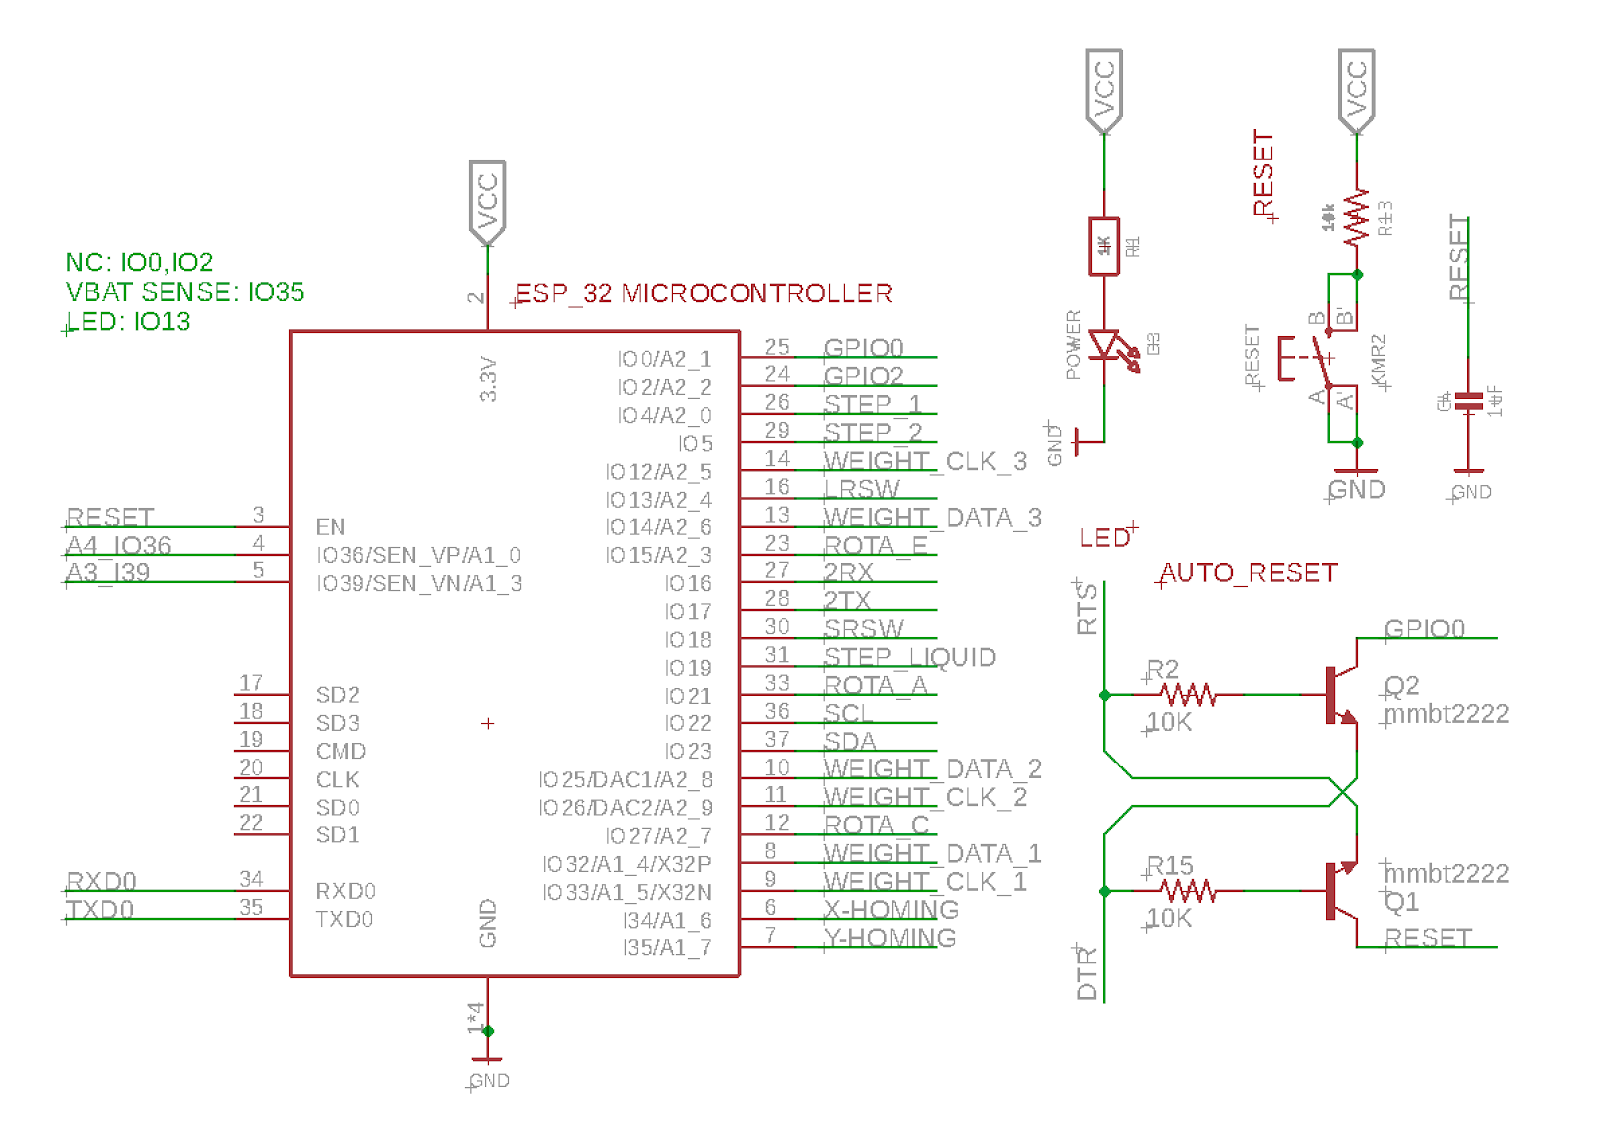 NC: IO0,IO2
VBAT SENSE: IO35
LED: IO13
VCC
2
ESP_32 MICROCONTROLLER
3.3V
RESET 3 EN
A4_IO36 4 IO36/SEN_VP/A1_0
A3_I39 5 IO39/SEN_VN/A1_3
17 SD2
18 SD3
19 CMD
20 CLK
21 SD0
22 SD1
RXD0 34 RXD0
TXD0 35 TXD0
IO0/A2_1 25 GPIO0
IO2/A2_2 24 GPIO2
IO4/A2_0 26 STEP_1
IO5 29 STEP_2
IO12/A2_5 14 WEIGHT_CLK_3
IO13/A2_4 16 LRSW
IO14/A2_6 13 WEIGHT_DATA_3
IO15/A2_3 23 ROTA_E
IO16 27 2RX
IO17 28 2TX
IO18 30 SRSW
IO19 31 STEP_LIQUID
IO21 33 ROTA_A
IO22 36 SCL
IO23 37 SDA
IO25/DAC1/A2_8 10 WEIGHT_DATA_2
IO26/DAC2/A2_9 11 WEIGHT_CLK_2
IO27/A2_7 12 ROTA_C
IO32/A1_4/X32P 8 WEIGHT_DATA_1
IO33/A1_5/X32N 9 WEIGHT_CLK_1
I34/A1_6 6 X-HOMING
I35/A1_7 7 Y-HOMING
GND
1*4
GND
VCC
1K
POWER
GND
LED
VCC
RESET
10k
R13
RESET
B
B'
A
A'
KMR2
GND
RESET
1uF
GND
AUTO_RESET
RTS
R2
10K
GPIO0
Q2
mmbt2222
R15
10K
mmbt2222
Q1
RESET
DTR